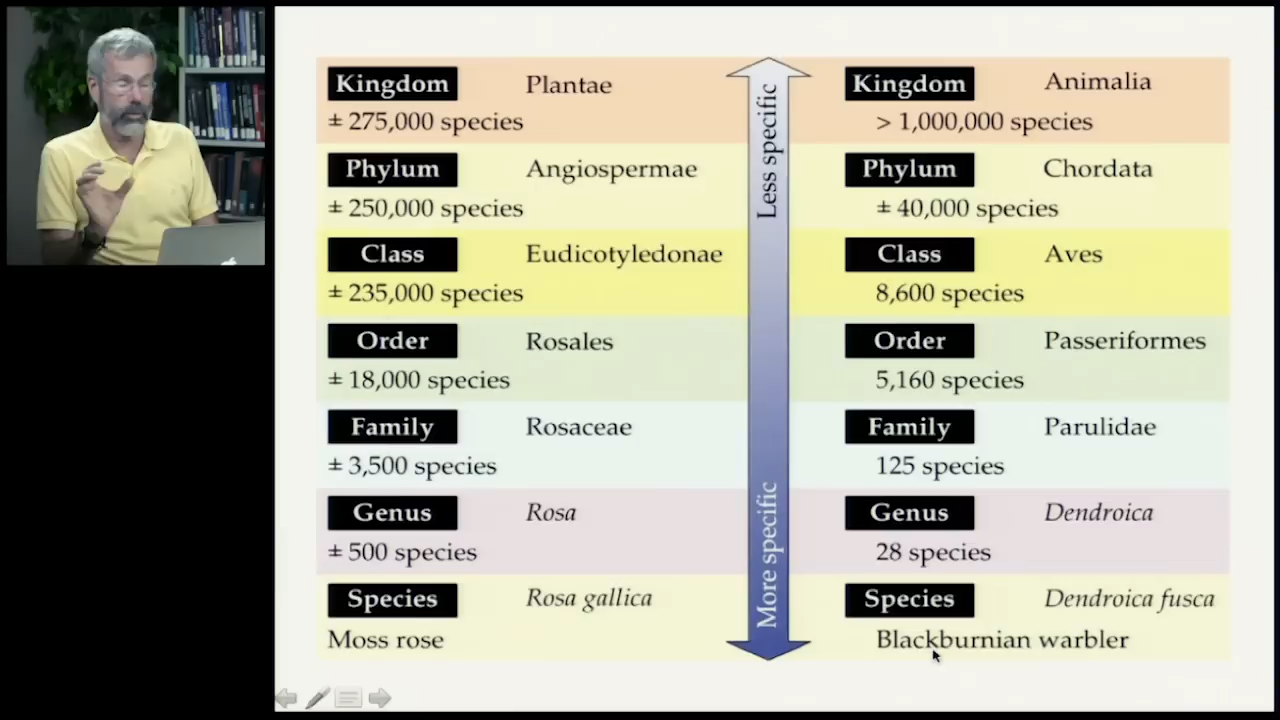 Kingdom Plantae
± 275,000 species
Phylum Angiospermae
± 250,000 species
Class Eudicotyledonae
± 235,000 species
Order Rosales
± 18,000 species
Family Rosaceae
± 3,500 species
Genus Rosa
± 500 species
Species Rosa gallica
Moss rose
Less specific
More specific
Kingdom Animalia
> 1,000,000 species
Phylum Chordata
± 40,000 species
Class Aves
8,600 species
Order Passeriformes
5,160 species
Family Parulidae
125 species
Genus Dendroica
28 species
Species Dendroica fusca
Blackburnian warbler